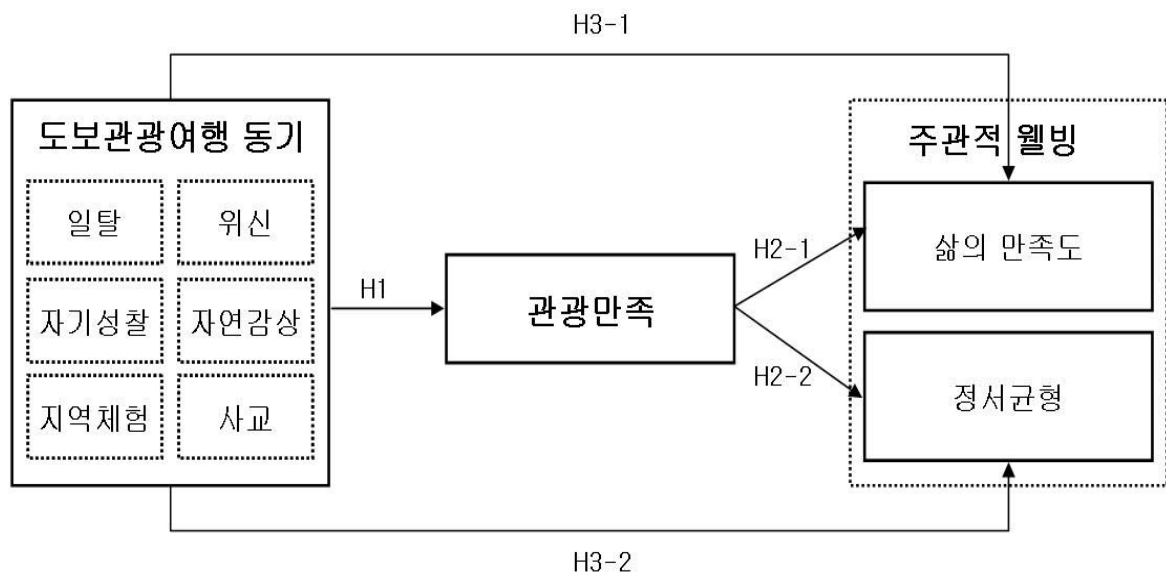 H3-1
도보관광여행 동기
주관적 웰빙
일탈 위신
자기성찰 자연감상
지역체험 사교
H1
관광만족
H2-1
H2-2
삶의 만족도
정서균형
H3-2